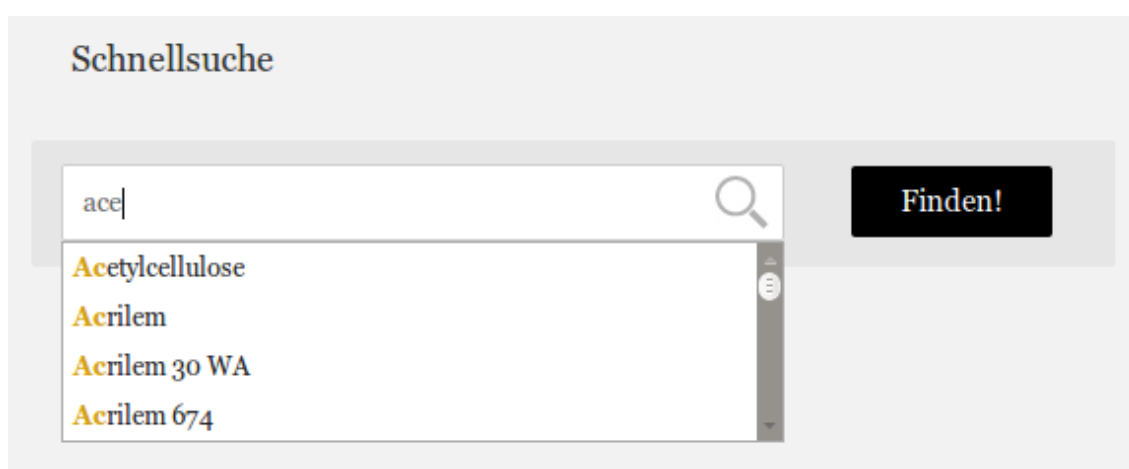 Schnellsuche
ace
Finden!
Acetylcellulose
Acrilem
Acrilem 30 WA
Acrilem 674